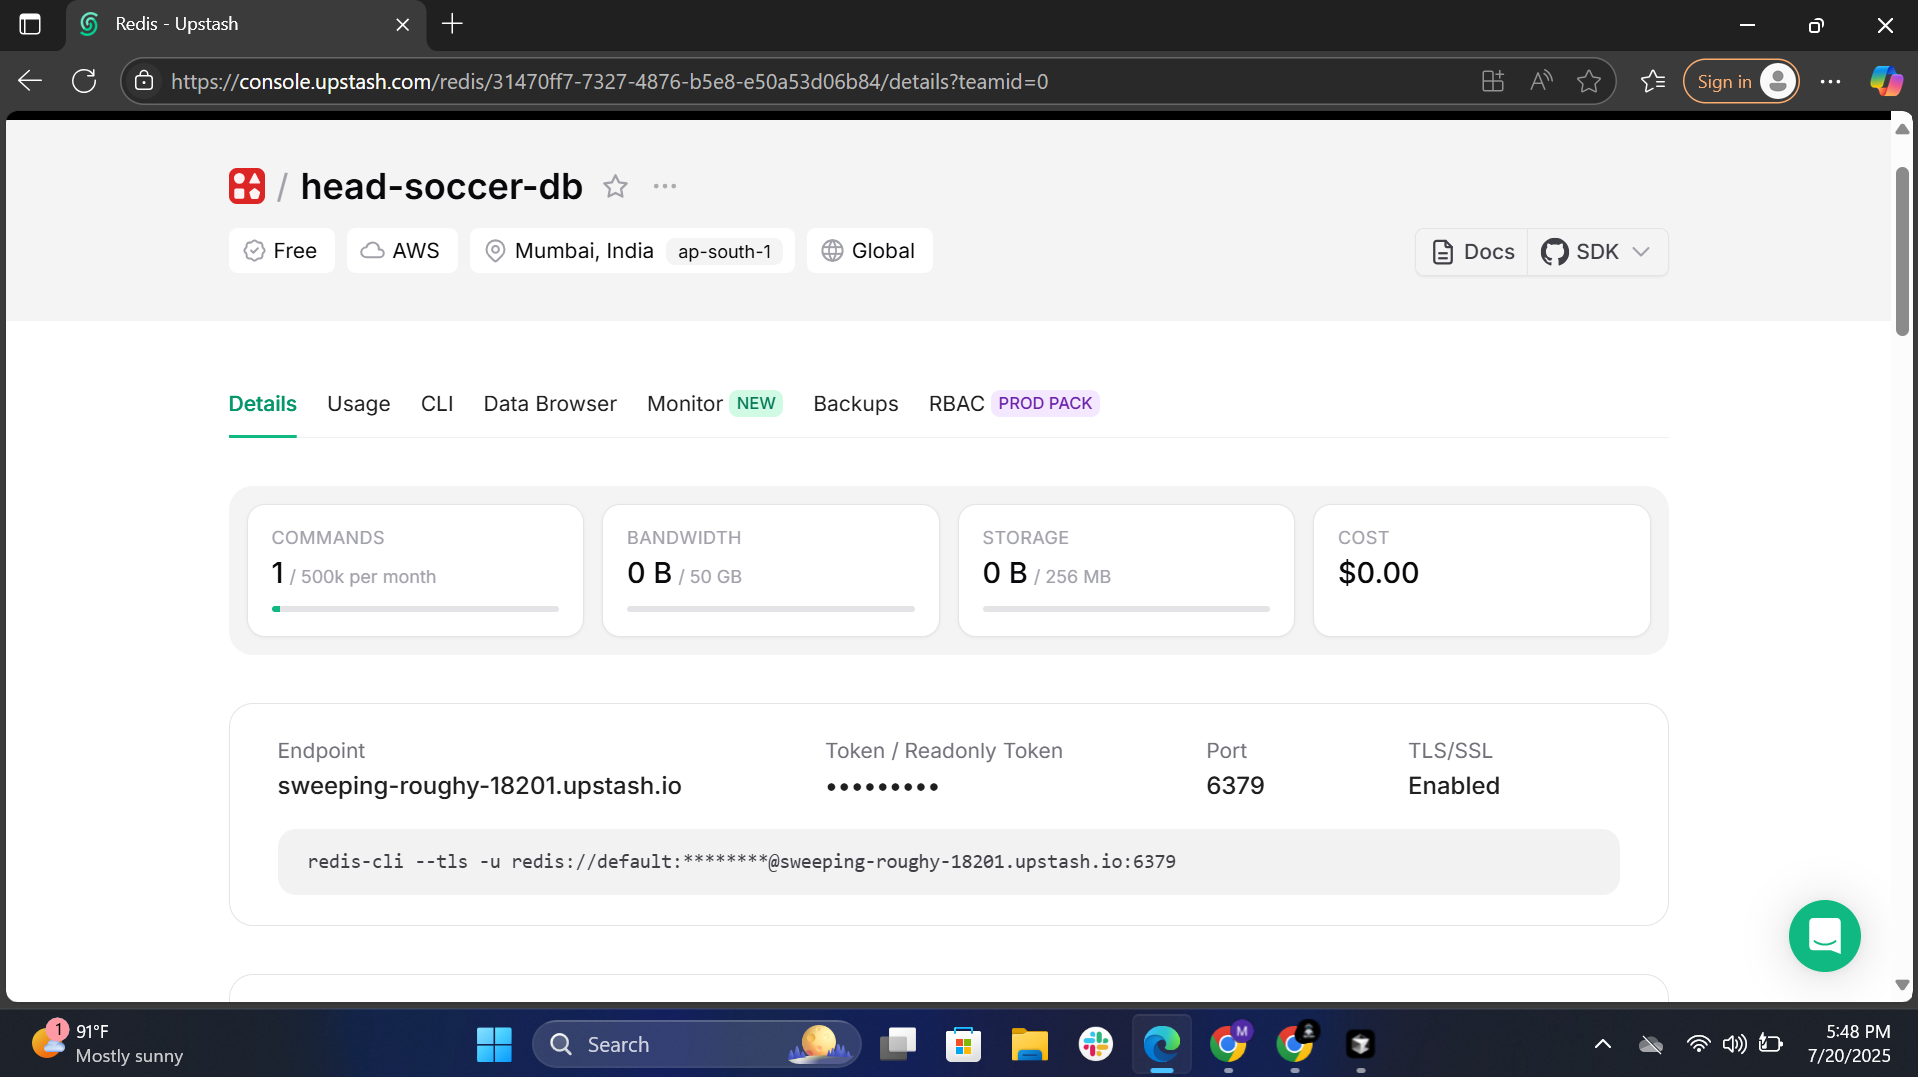 Redis - Upstash
https://console.upstash.com/redis/31470ff7-7327-4876-b5e8-e50a53d06b84/details?teamid=0
Sign in
/ head-soccer-db
Free
AWS
Mumbai, India ap-south-1
Global
Docs
SDK
Details
Usage
CLI
Data Browser
Monitor NEW
Backups
RBAC PROD PACK
COMMANDS
1 / 500k per month
BANDWIDTH
0 B / 50 GB
STORAGE
0 B / 256 MB
COST
$0.00
Endpoint
sweeping-roughy-18201.upstash.io
Token / Readonly Token
•••••••••
Port
6379
TLS/SSL
Enabled
redis-cli --tls -u redis://default:********@sweeping-roughy-18201.upstash.io:6379
1
91°F
Mostly sunny
Search
M
5:48 PM
7/20/2025